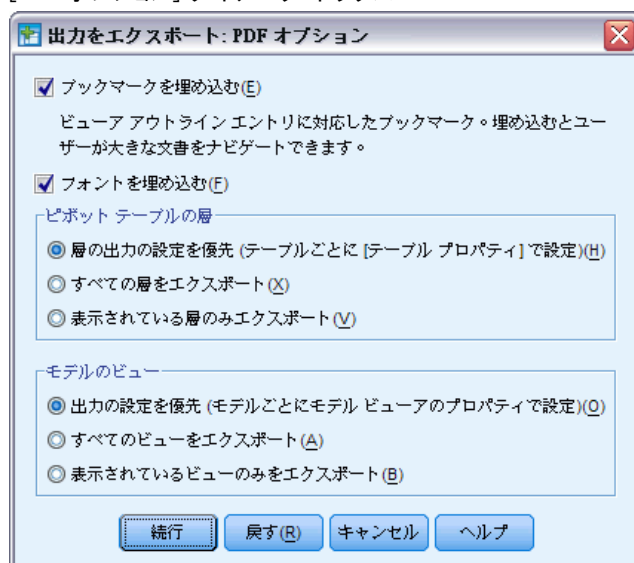 出力をエクスポート: PDF オプション
ブックマークを埋め込む(E)
ビューア アウトライン エントリに対応したブックマーク。埋め込むとユー
ザーが大きな文書をナビゲートできます。
フォントを埋め込む(F)
ピボット テーブルの層
層の出力の設定を優先 (テーブルごとに [テーブル プロパティ] で設定)(H)
すべての層をエクスポート(X)
表示されている層のみエクスポート(V)
モデルのビュー
出力の設定を優先 (モデルごとにモデル ビューアのプロパティで設定)(O)
すべてのビューをエクスポート(A)
表示されているビューのみをエクスポート(B)
続行 戻す(R) キャンセル ヘルプ